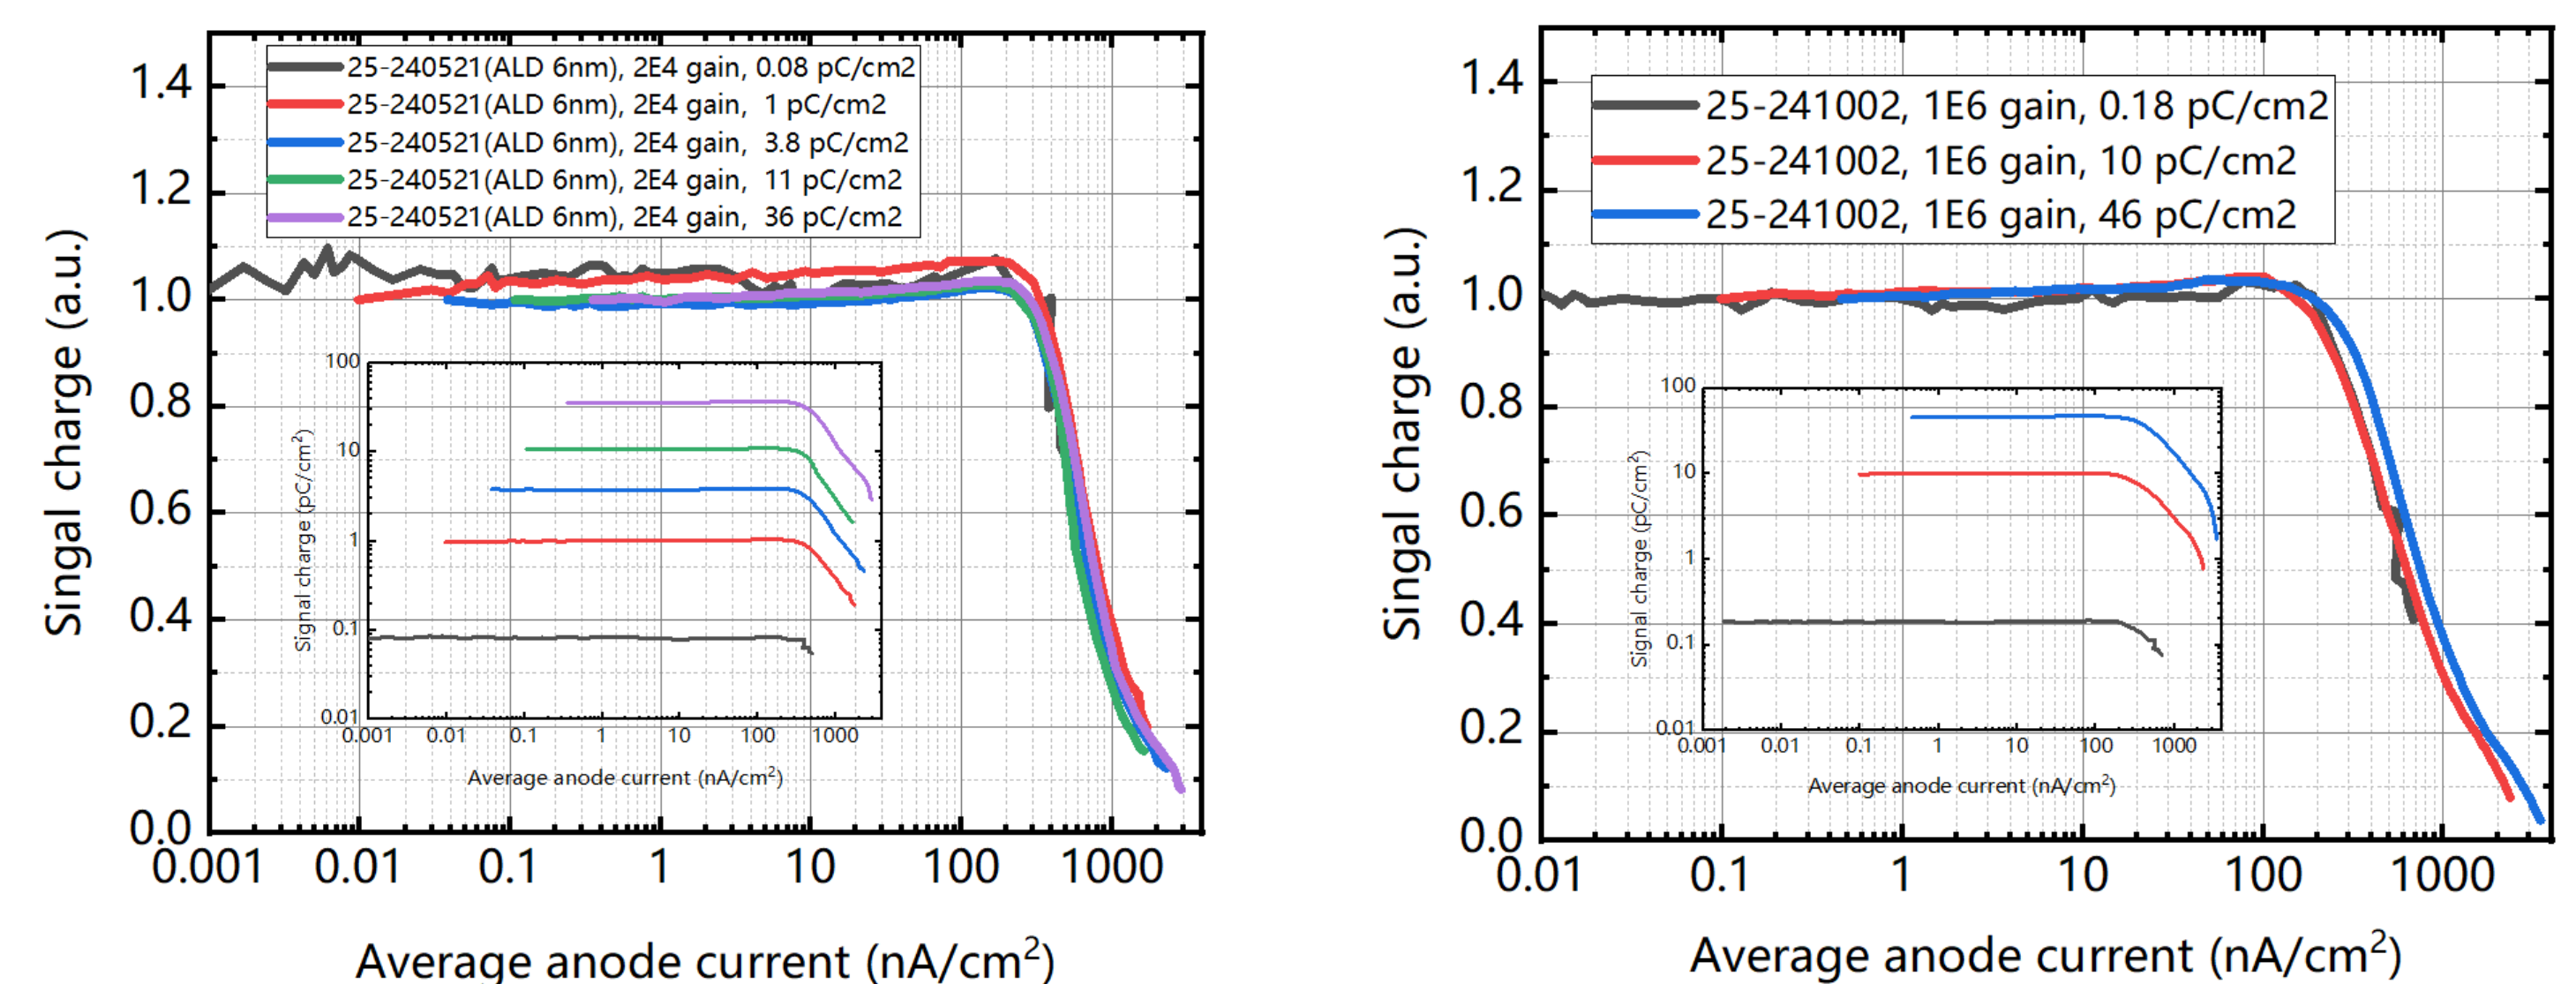 25-240521(ALD 6nm), 2E4 gain, 0.08 pC/cm2
25-240521(ALD 6nm), 2E4 gain, 1 pC/cm2
25-240521(ALD 6nm), 2E4 gain, 3.8 pC/cm2
25-240521(ALD 6nm), 2E4 gain, 11 pC/cm2
25-240521(ALD 6nm), 2E4 gain, 36 pC/cm2
Singal charge (a.u.)
1.4
1.2
1.0
0.8
0.6
0.4
0.2
0.0
0.001 0.01 0.1 1 10 100 1000
Average anode current (nA/cm²)
Signal charge (pC/cm²)
100
10
1
0.1
0.01
0.001 0.01 0.1 1 10 100 1000
Average anode current (nA/cm²)
25-241002, 1E6 gain, 0.18 pC/cm2
25-241002, 1E6 gain, 10 pC/cm2
25-241002, 1E6 gain, 46 pC/cm2
Singal charge (a.u.)
1.4
1.2
1.0
0.8
0.6
0.4
0.2
0.0
0.01 0.1 1 10 100 1000
Average anode current (nA/cm²)
Signal charge (pC/cm²)
100
10
1
0.1
0.01
0.001 0.01 0.1 1 10 100 1000
Average anode current (nA/cm²)